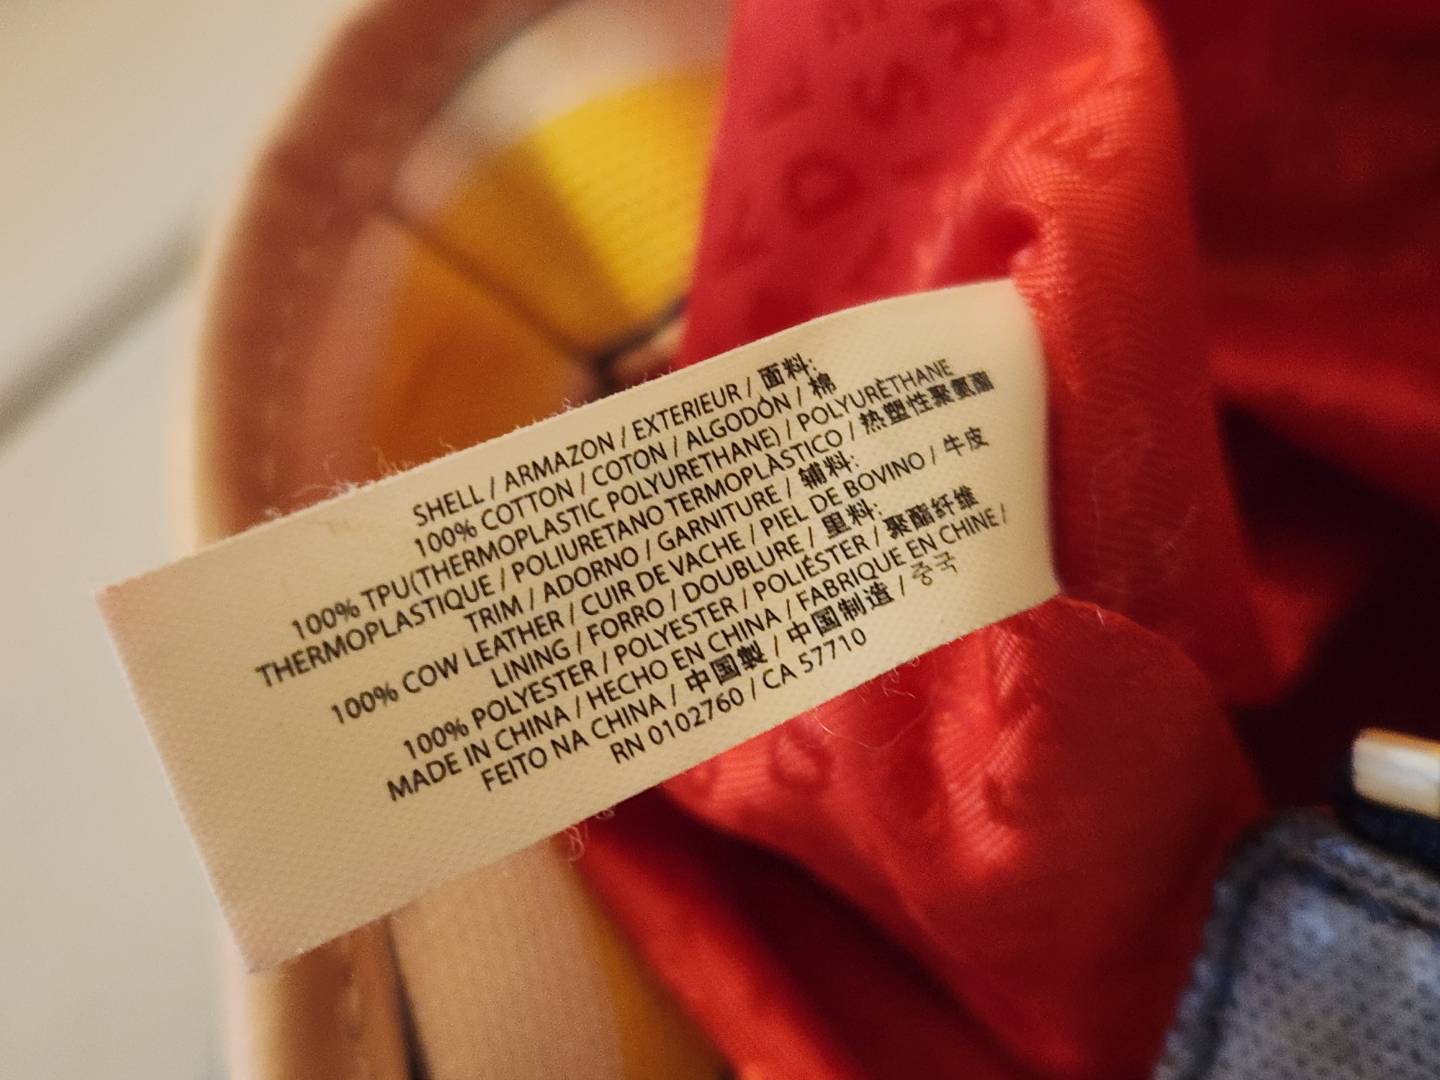 SHELL / ARMAZON / EXTERIEUR / 面料:
100% COTTON / COTON / ALGODÓN / 棉
100% TPU(THERMOPLASTIC POLYURETHANE) / POLYURÈTHANE
THERMOPLASTIQUE / POLIURETANO TERMOPLÀSTICO / 热塑性聚氨酯
TRIM / ADORNO / GARNITURE / 辅料:
100% COW LEATHER / CUIR DE VACHE / PIEL DE BOVINO / 牛皮
LINING / FORRO / DOUBLURE / 里料:
100% POLYESTER / POLYESTER / POLIÉSTER / 聚酯纤维
MADE IN CHINA / HECHO EN CHINA / FABRIQUE EN CHINE /
FEITO NA CHINA / 中国製 / 中国制造 / 중국
RN 0102760 / CA 57710